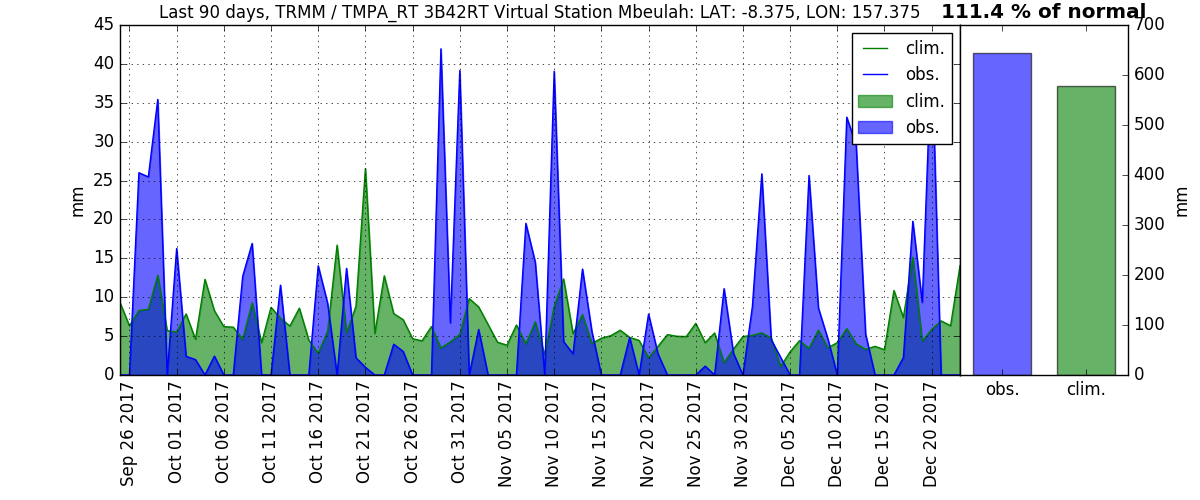 Last 90 days, TRMM / TMPA_RT 3B42RT Virtual Station Mbeulah: LAT: -8.375, LON: 157.375 111.4 % of normal
45
40
35
30
25
20
15
10
5
0
mm
clim.
obs.
clim.
obs.
700
600
500
400
300
200
100
0
mm
Sep 26 2017
Oct 01 2017
Oct 06 2017
Oct 11 2017
Oct 16 2017
Oct 21 2017
Oct 26 2017
Oct 31 2017
Nov 05 2017
Nov 10 2017
Nov 15 2017
Nov 20 2017
Nov 25 2017
Nov 30 2017
Dec 05 2017
Dec 10 2017
Dec 15 2017
Dec 20 2017
obs. clim.